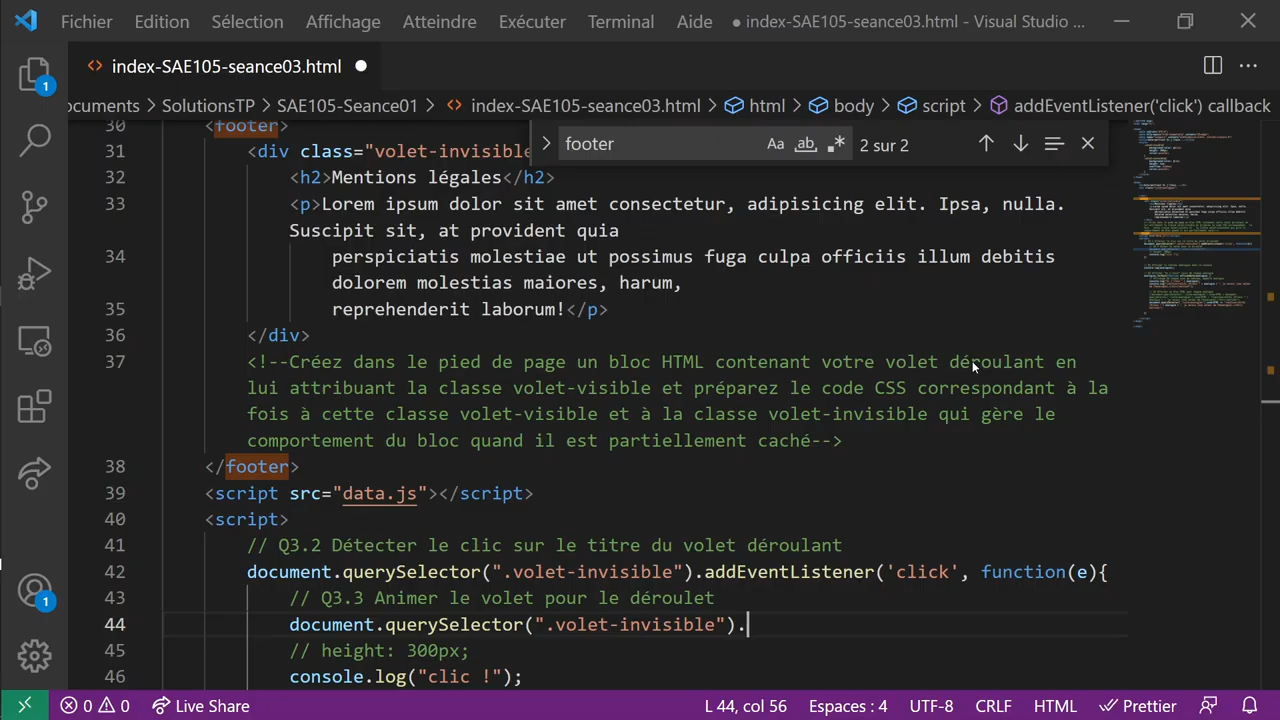 Fichier Edition Sélection Affichage Atteindre Exécuter Terminal Aide ● index-SAE105-seance03.html - Visual Studio ...
index-SAE105-seance03.html
ocuments > SolutionsTP > SAE105-Seance01 > index-SAE105-seance03.html > html > body > script > addEventListener('click') callback
footer Aa ab 2 sur 2
30 <footer>
31 <div class="volet-invisible
32 <h2>Mentions légales</h2>
33 <p>Lorem ipsum dolor sit amet consectetur, adipisicing elit. Ipsa, nulla.
Suscipit sit, praesentium quia
34 perspiciatis molestiae ut possimus fuga culpa officiis illum debitis
dolorem modi dolores maiores, harum,
35 reprehenderit laborum!</p>
36 </div>
37 <!--Créez dans le pied de page un bloc HTML contenant votre volet déroulant en
lui attribuant la classe volet-visible et préparez le code CSS correspondant à la
fois à cette classe volet-visible et à la classe volet-invisible qui gère le
comportement du bloc quand il est partiellement caché-->
38 </footer>
39 <script src="data.js"></script>
40 <script>
41 // Q3.2 Détecter le clic sur le titre du volet déroulant
42 document.querySelector(".volet-invisible").addEventListener('click', function(e){
43 // Q3.3 Animer le volet pour le déroulet
44 document.querySelector(".volet-invisible").
45 // height: 300px;
46 console.log("clic !");
1
1
0 0 Live Share L 44, col 56 Espaces : 4 UTF-8 CRLF HTML Prettier